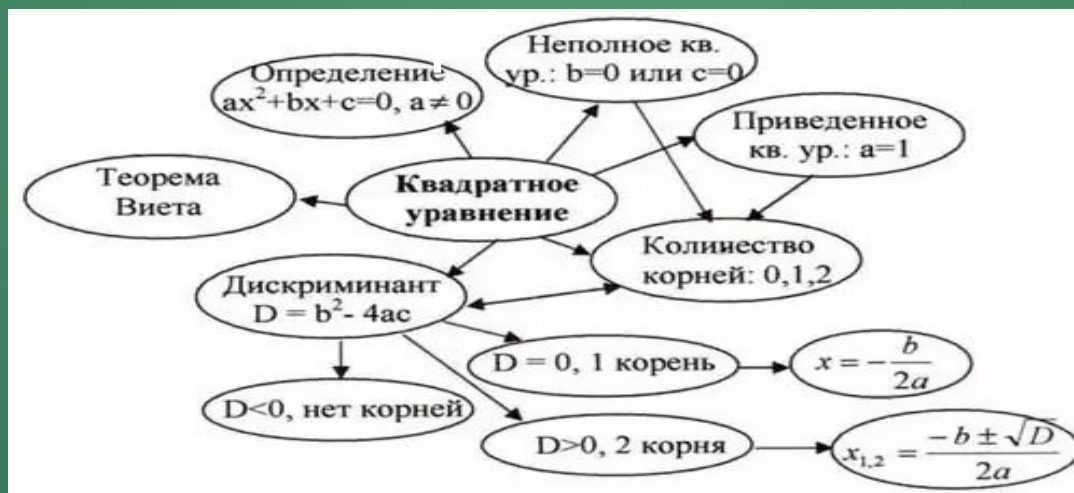 Неполное кв.
ур.: b=0 или c=0
Определение
ax²+bx+c=0, a ≠ 0
Приведенное
кв. ур.: a=1
Теорема
Виета
Квадратное
уравнение
Количество
корней: 0,1,2
Дискриминант
D = b²- 4ac
D = 0, 1 корень
x = -b/2a
D<0, нет корней
D>0, 2 корня
x₁,₂ = (-b ± √D)/2a